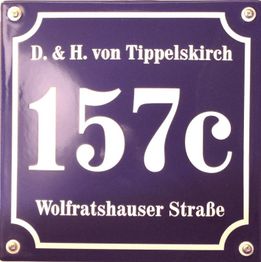 D. & H. von Tippelskirch
157c
Wolfratshauser Straße